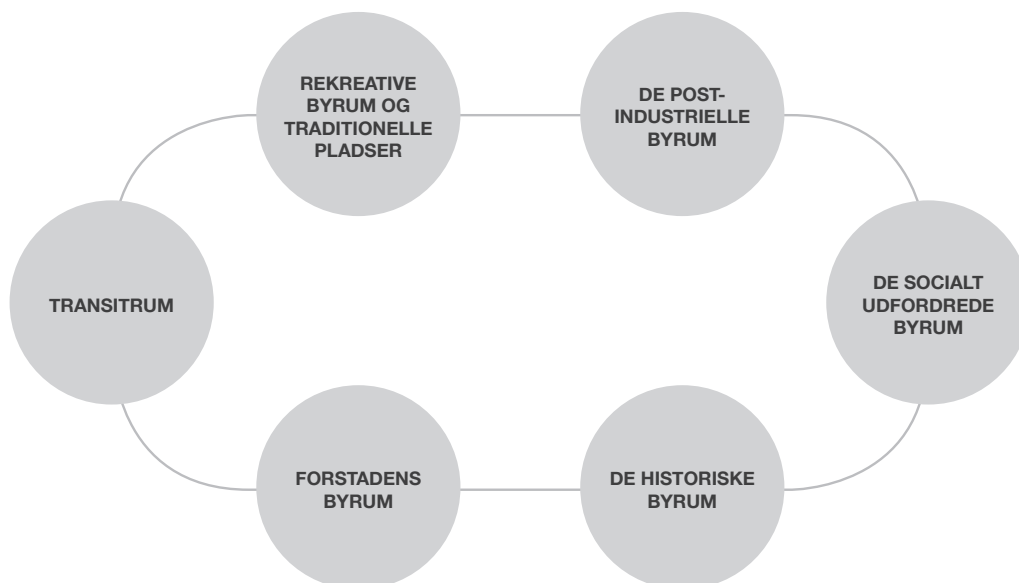 REKREATIVE
BYRUM OG
TRADITIONELLE
PLADSER
DE POST-
INDUSTRIELLE
BYRUM
TRANSITRUM
DE SOCIALT
UDFORDREDE
BYRUM
FORSTADENS
BYRUM
DE HISTORISKE
BYRUM